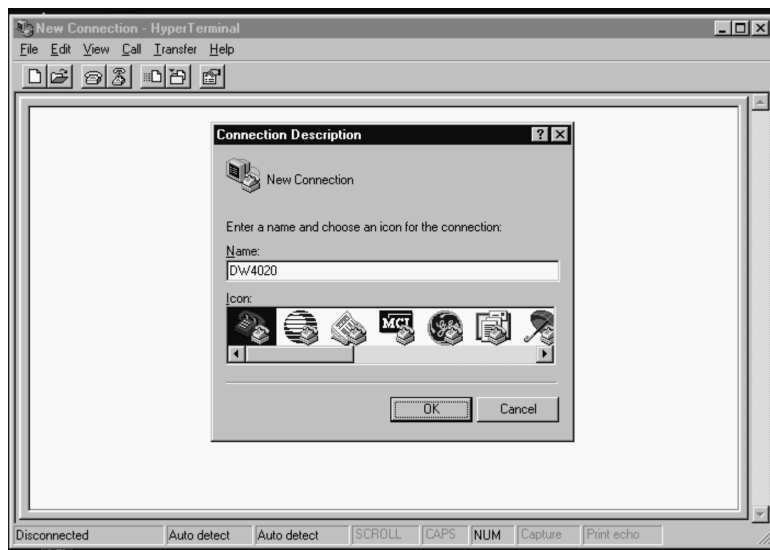 New Connection - HyperTerminal
File Edit View Call Transfer Help
Connection Description
New Connection
Enter a name and choose an icon for the connection:
Name:
DW4020
Icon:
MCI
OK Cancel
Disconnected Auto detect Auto detect SCROLL CAPS NUM Capture Print echo